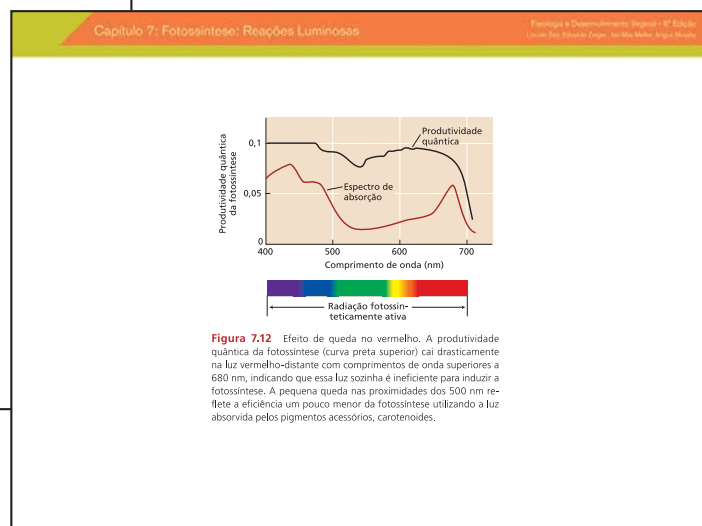 Capítulo 7: Fotossíntese: Reações Luminosas
Fisiologia e Desenvolvimento Vegetal – 6ª Edição
Lincoln Taiz, Eduardo Zeiger, Ian Max Møller, Angus Murphy
Produtividade quântica
da fotossíntese
0,1
0,05
0
Produtividade
quântica
Espectro de
absorção
400
500
600
700
Comprimento de onda (nm)
Radiação fotossin-
teticamente ativa
Figura 7.12 Efeito de queda no vermelho. A produtividade
quântica da fotossíntese (curva preta superior) cai drasticamente
na luz vermelho-distante com comprimentos de onda superiores a
680 nm, indicando que essa luz sozinha é ineficiente para induzir a
fotossíntese. A pequena queda nas proximidades dos 500 nm re-
flete a eficiência um pouco menor da fotossíntese utilizando a luz
absorvida pelos pigmentos acessórios, carotenoides.